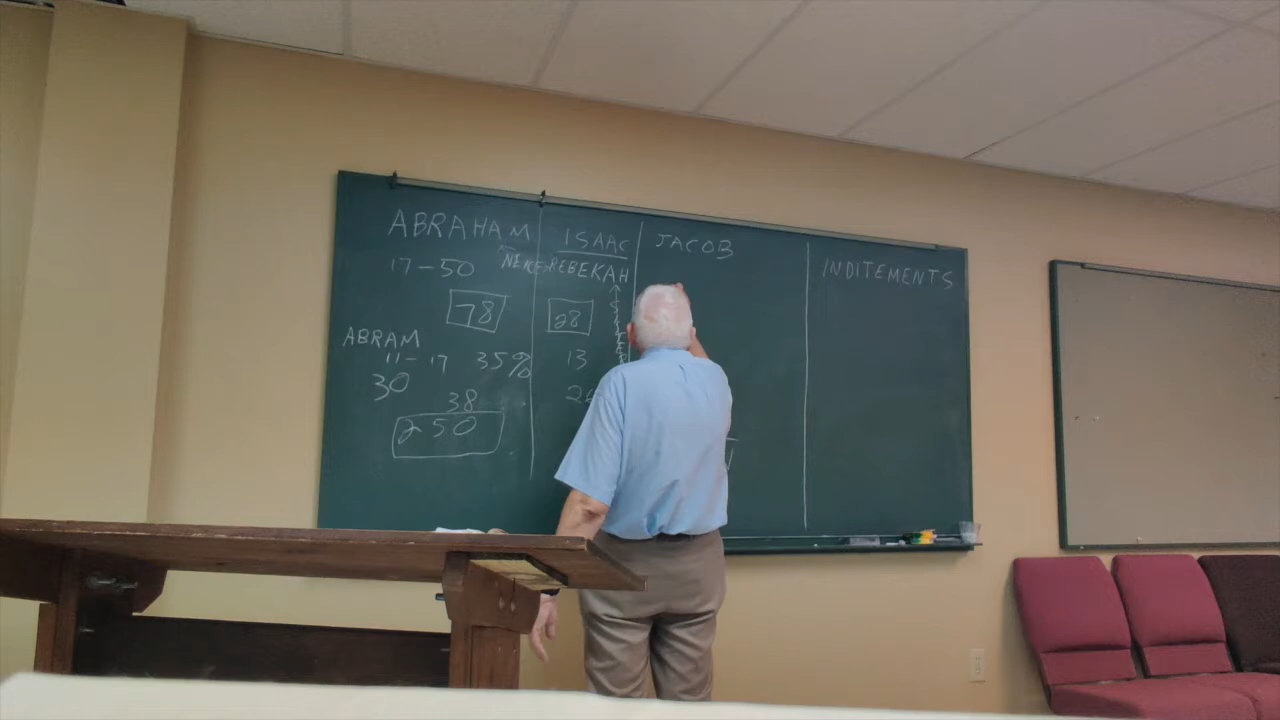 ABRAHAM
17-50
78
ABRAM
11-17 35%
30
38
250
ISAAC
REBEKAH
28
13
JACOB
INDITEMENTS